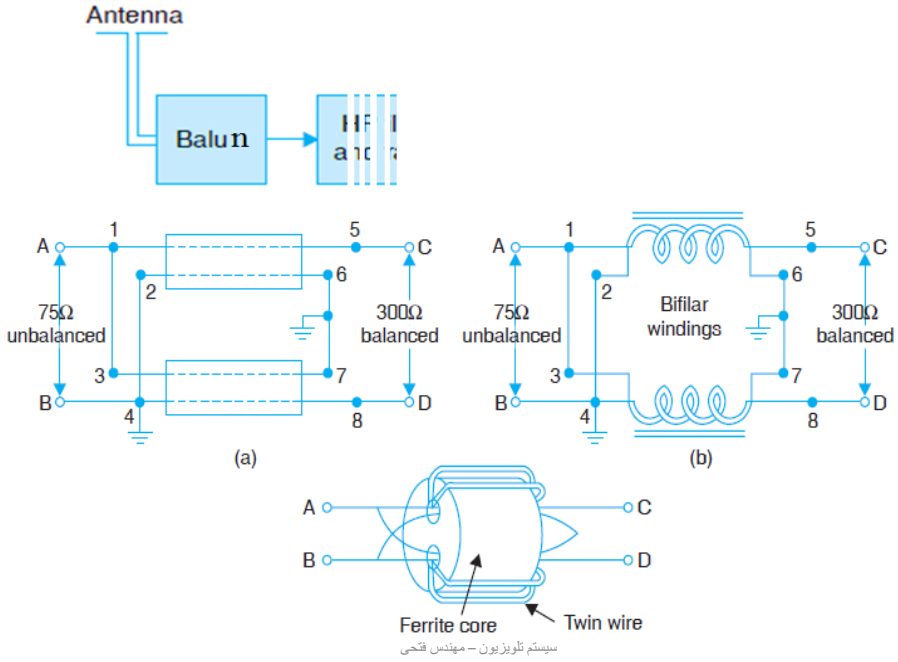 Antenna
Balun
A
1
5
C
2
6
75Ω
unbalanced
300Ω
balanced
3
7
B
4
8
D
(a)
A
1
5
C
2
6
75Ω
unbalanced
Bifilar
windings
300Ω
balanced
3
7
B
4
8
D
(b)
A
C
B
D
Ferrite core
Twin wire
سیستم تلویزیون – مهندس فتحی